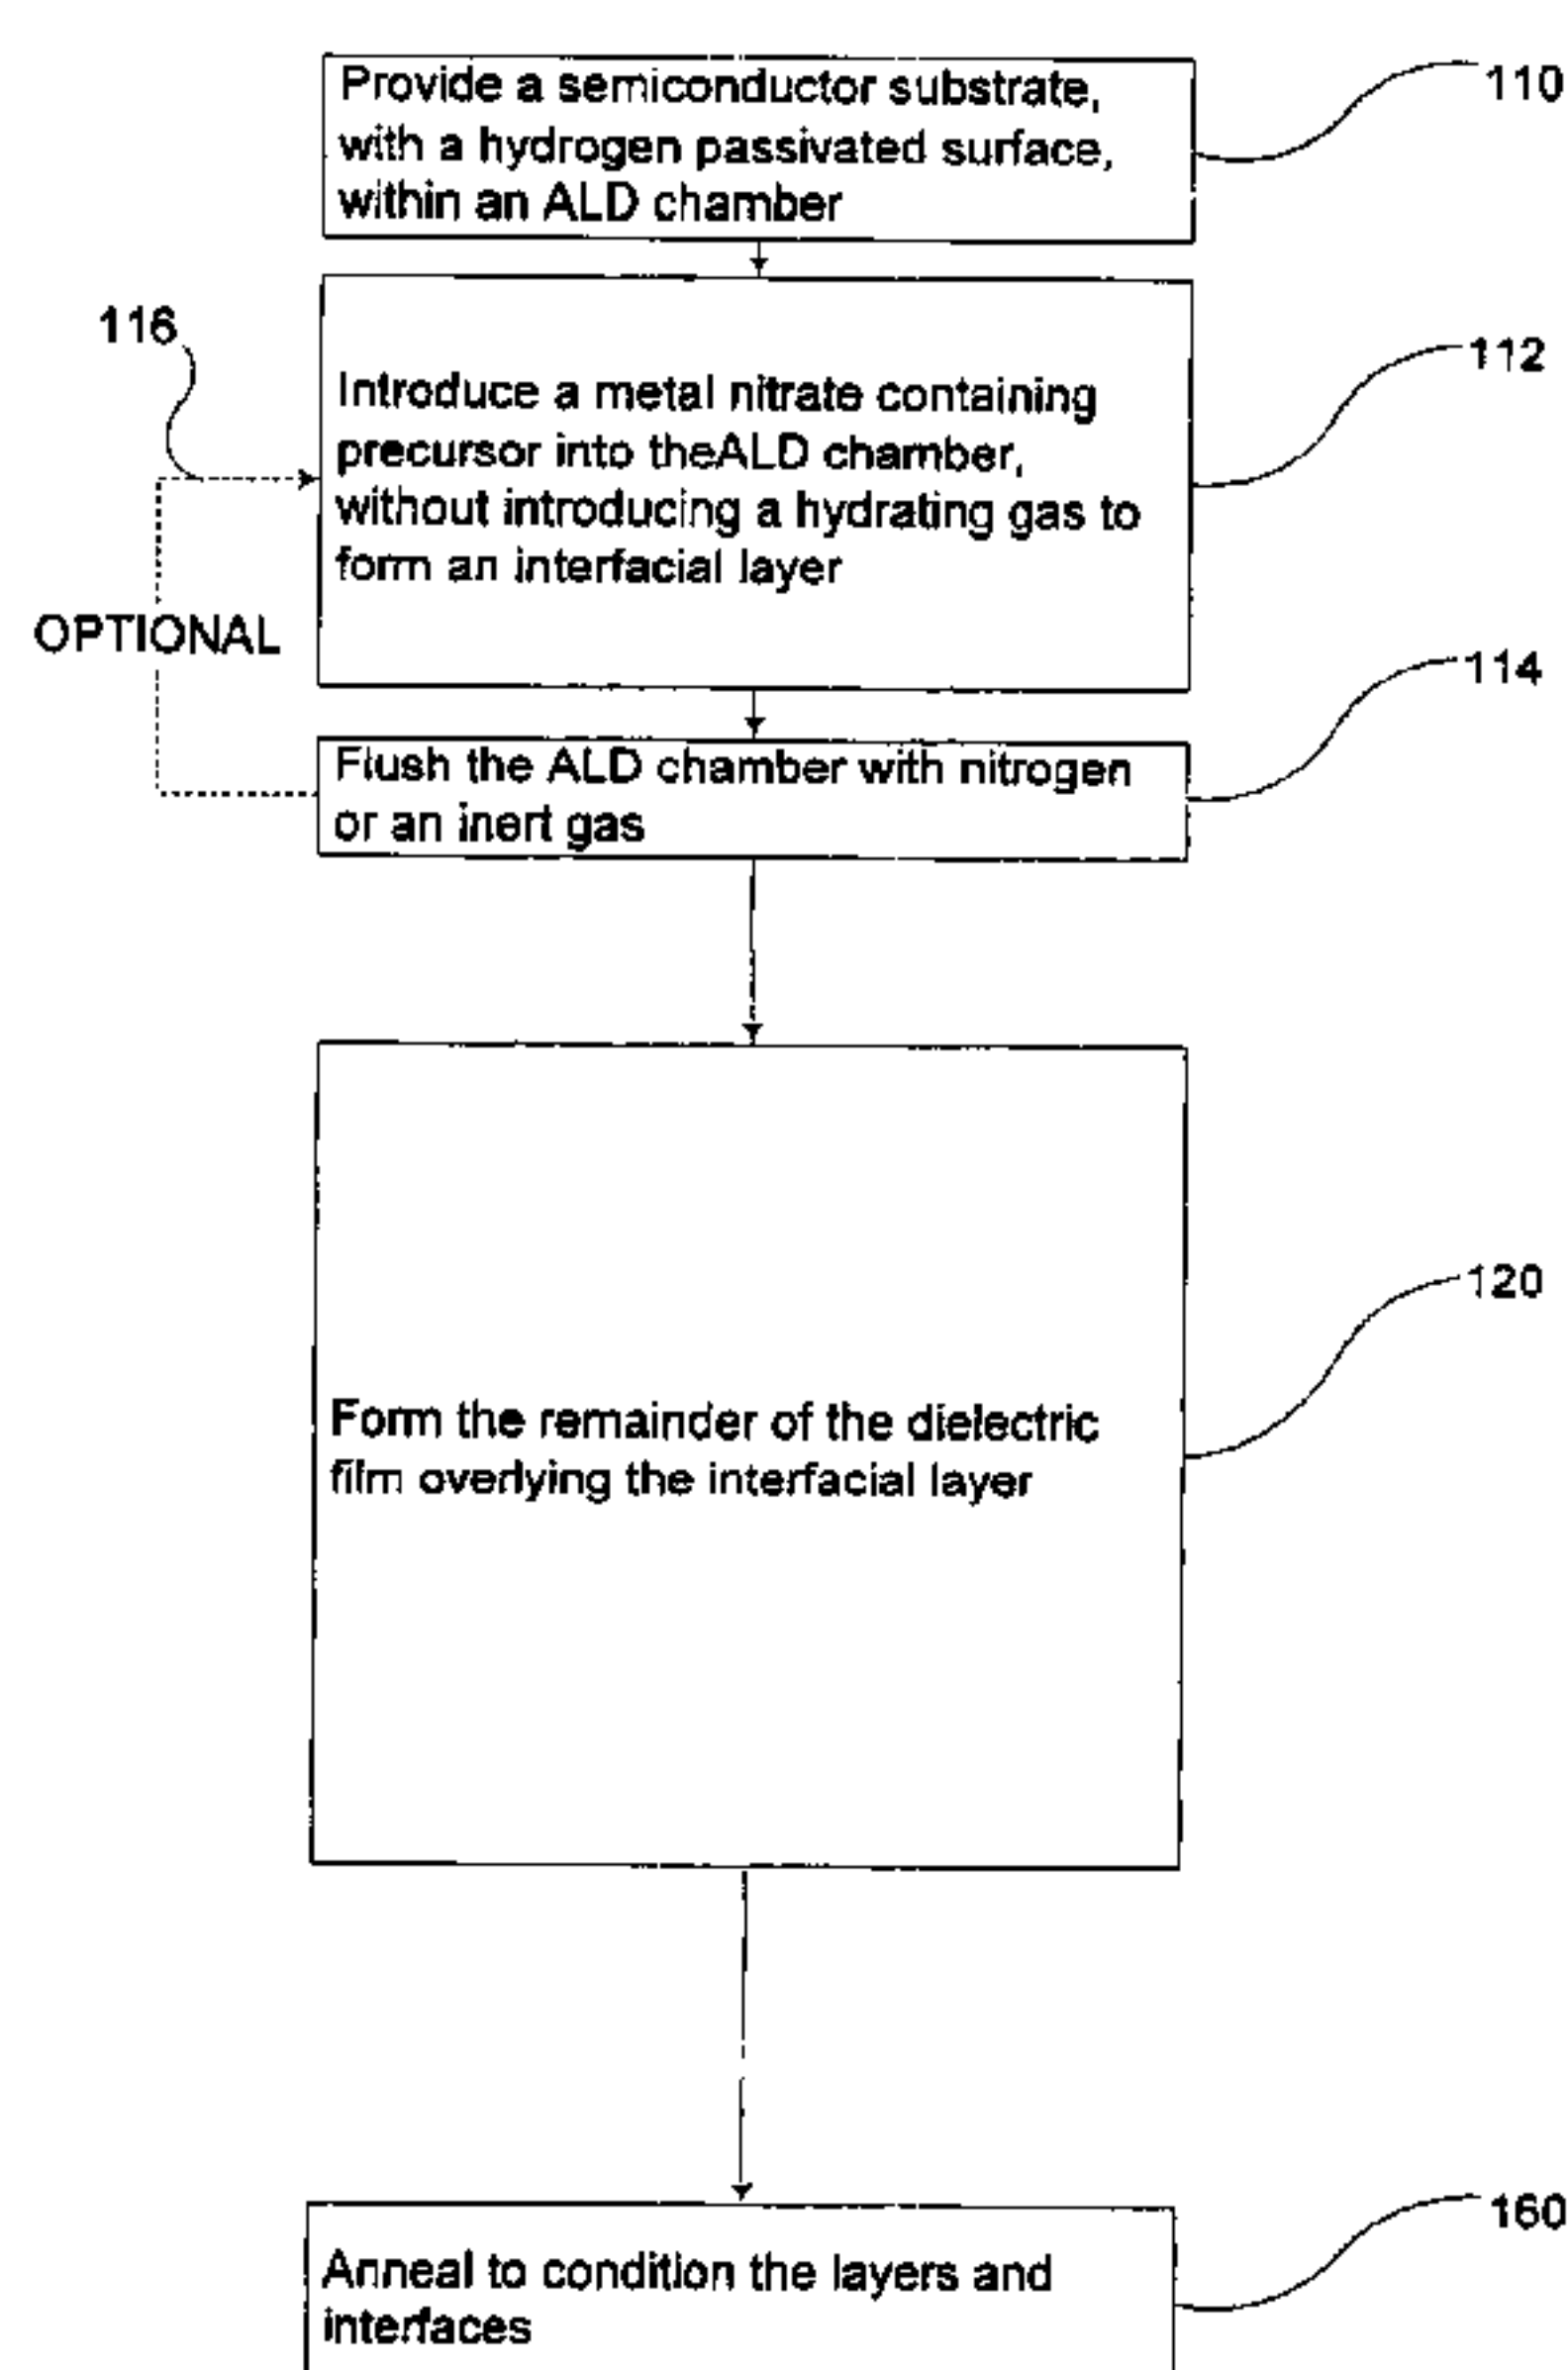 Provide a semiconductor substrate,
with a hydrogen passivated surface,
within an ALD chamber
110
116
Introduce a metal nitrate containing
precursor into theALD chamber,
without introducing a hydrating gas to
form an interfacial layer
112
OPTIONAL
114
Flush the ALD chamber with nitrogen
or an inert gas
120
Form the remainder of the dielectric
film overlying the interfacial layer
160
Anneal to condition the layers and
interfaces